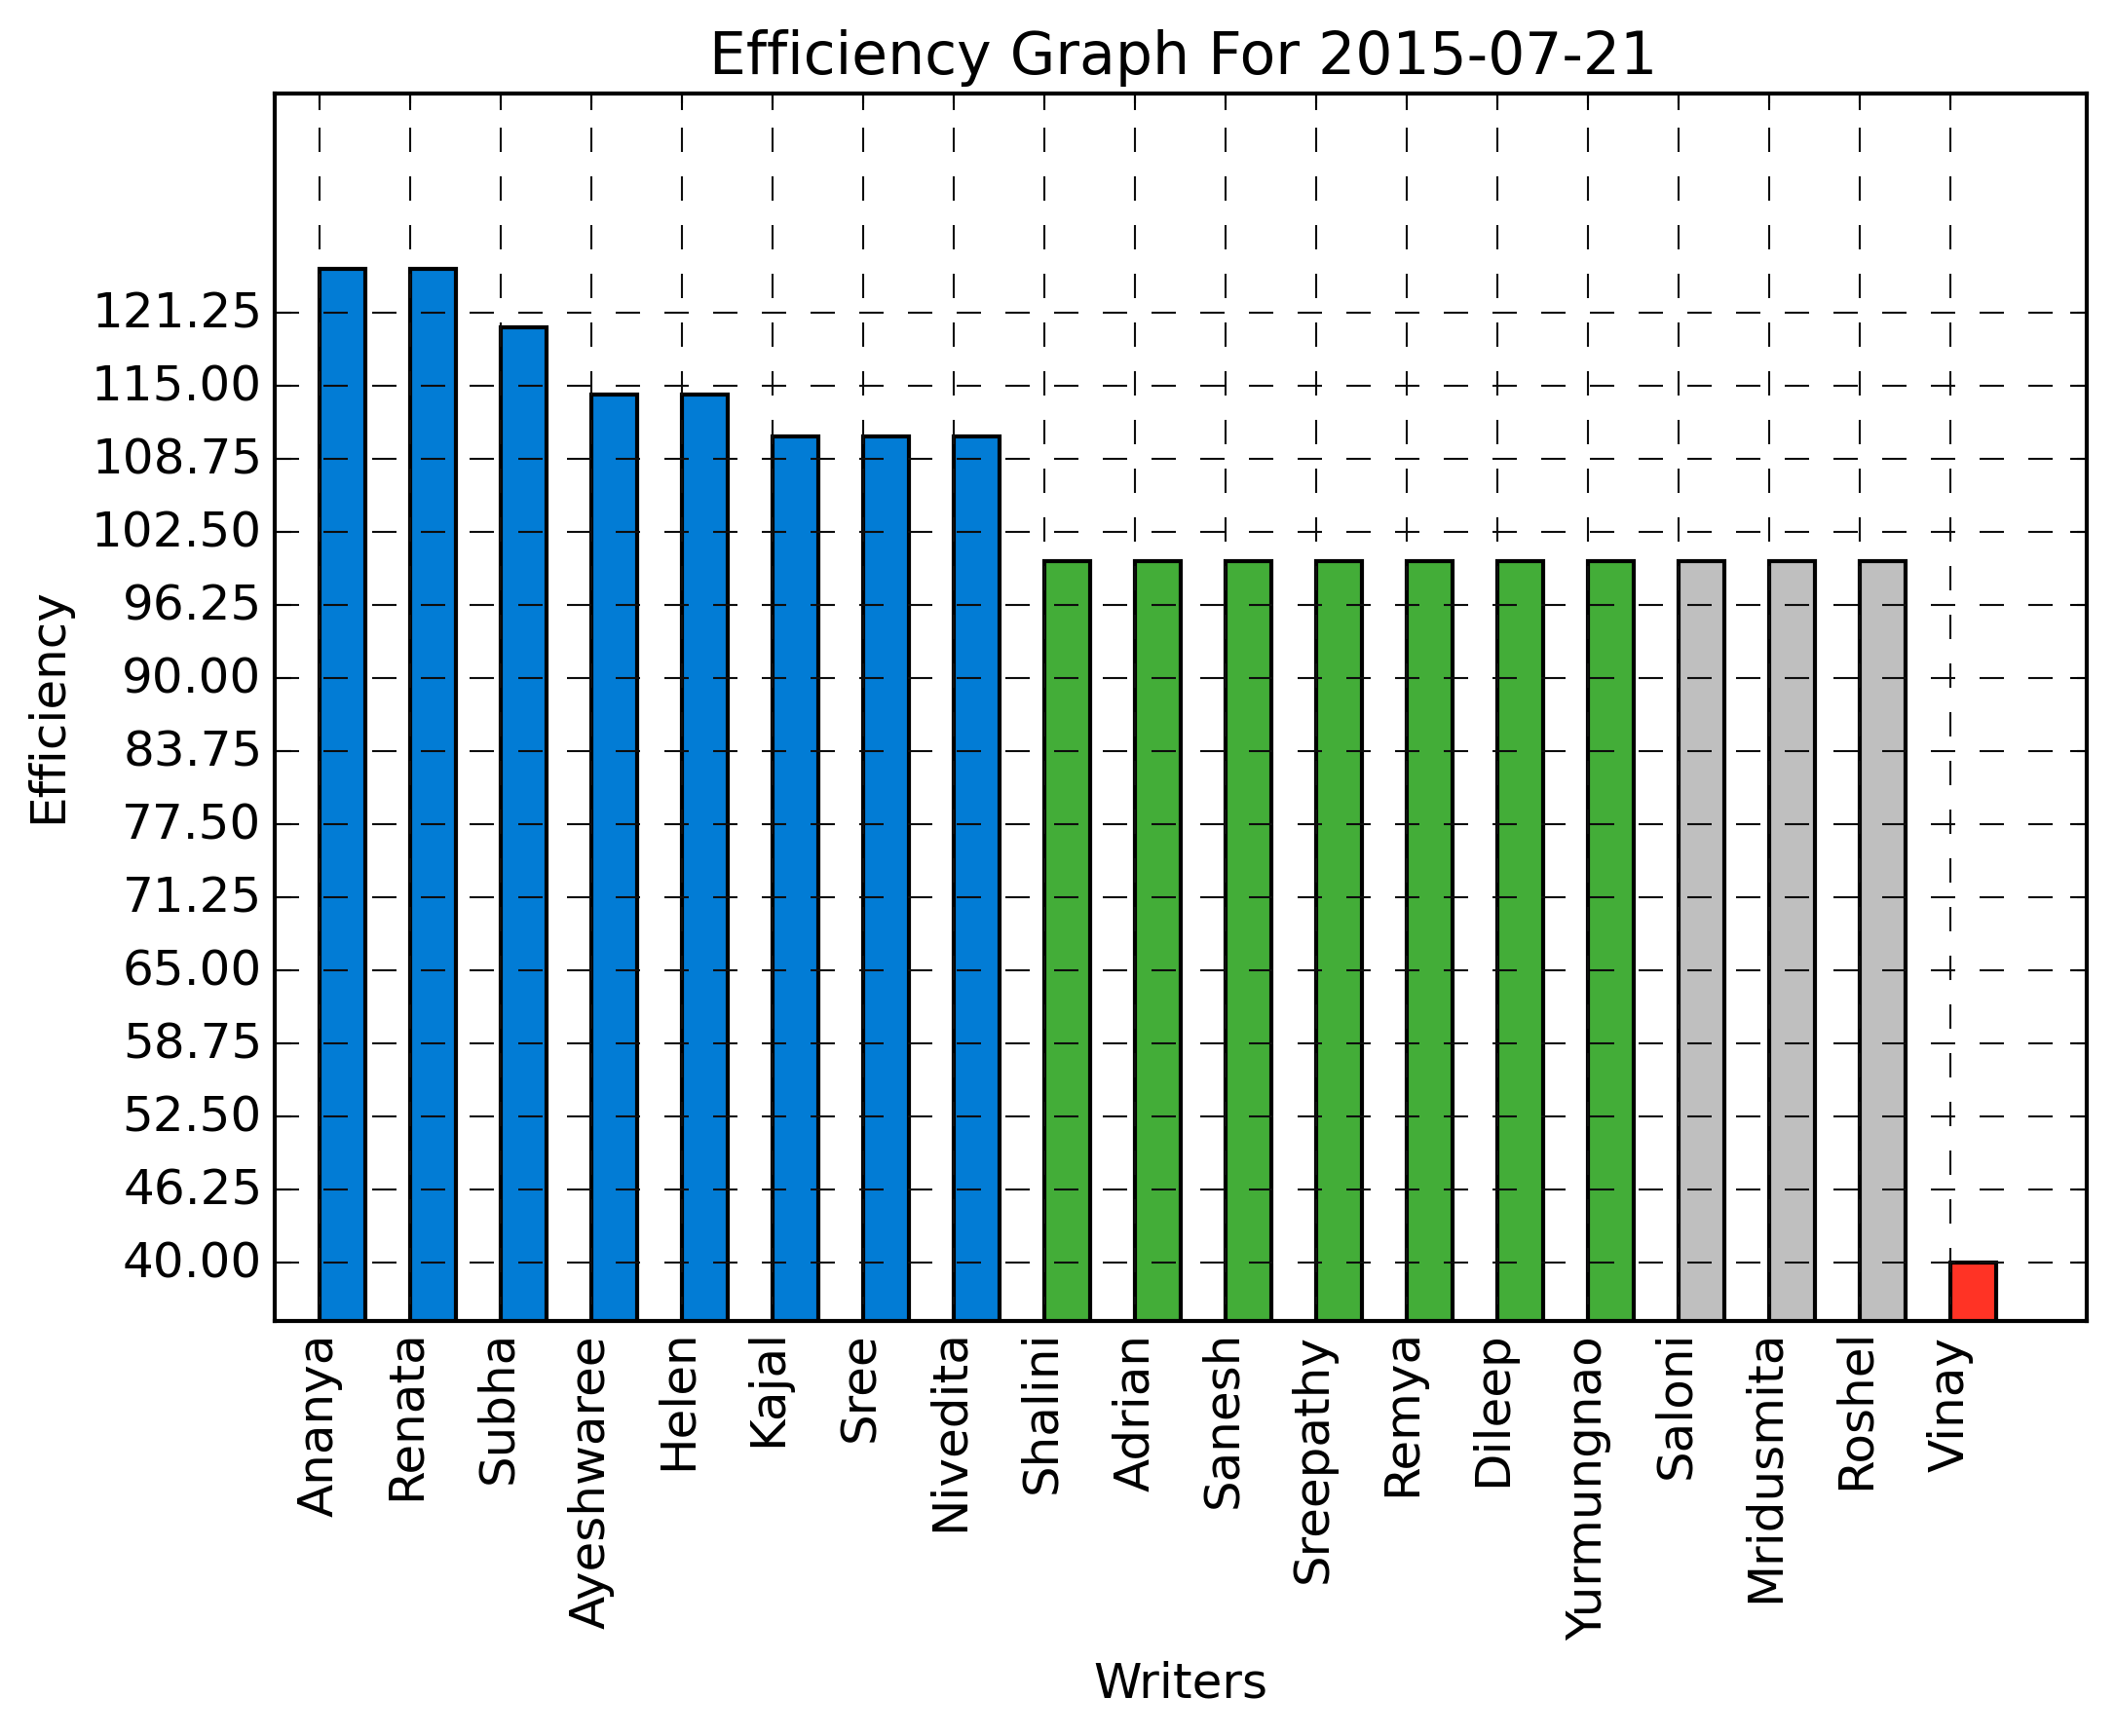 Efficiency Graph For 2015-07-21
Efficiency
121.25
115.00
108.75
102.50
96.25
90.00
83.75
77.50
71.25
65.00
58.75
52.50
46.25
40.00
Ananya
Renata
Subha
Ayeshwaree
Helen
Kajal
Sree
Nivedita
Shalini
Adrian
Sanesh
Sreepathy
Remya
Dileep
Yurmungnao
Saloni
Mridusmita
Roshel
Vinay
Writers